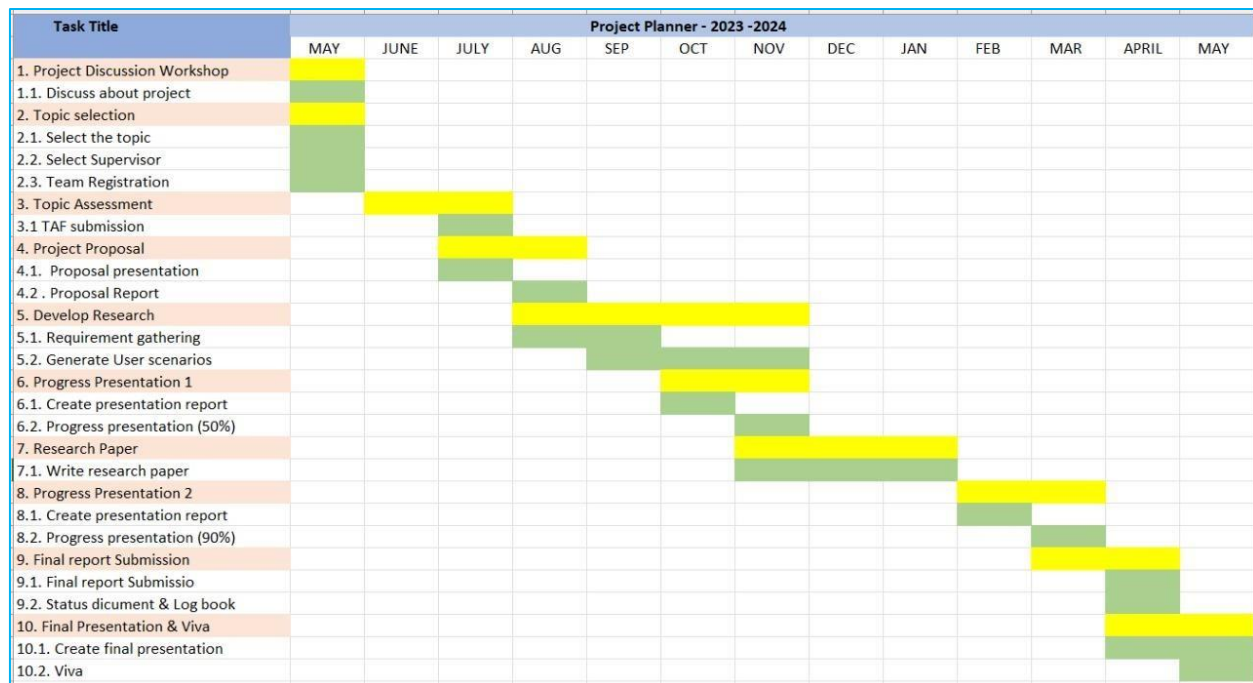 Task Title
Project Planner - 2023 -2024
MAY JUNE JULY AUG SEP OCT NOV DEC JAN FEB MAR APRIL MAY
1. Project Discussion Workshop
1.1. Discuss about project
2. Topic selection
2.1. Select the topic
2.2. Select Supervisor
2.3. Team Registration
3. Topic Assessment
3.1 TAF submission
4. Project Proposal
4.1.  Proposal presentation
4.2 . Proposal Report
5. Develop Research
5.1. Requirement gathering
5.2. Generate User scenarios
6. Progress Presentation 1
6.1. Create presentation report
6.2. Progress presentation (50%)
7. Research Paper
7.1. Write research paper
8. Progress Presentation 2
8.1. Create presentation report
8.2. Progress presentation (90%)
9. Final report Submission
9.1. Final report Submissio
9.2. Status dicument & Log book
10. Final Presentation & Viva
10.1. Create final presentation
10.2. Viva